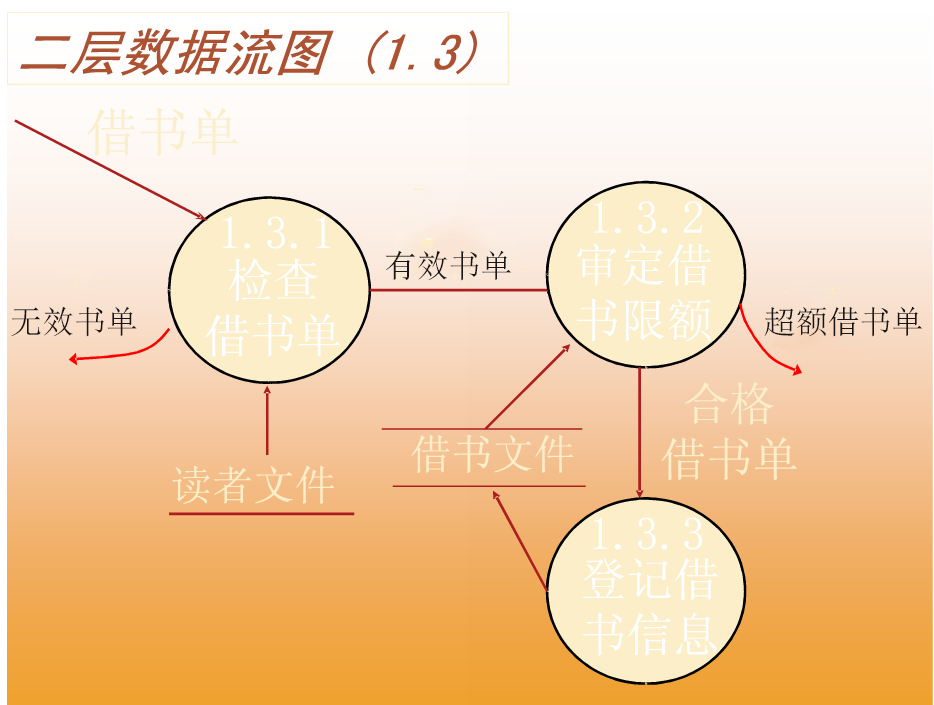 二层数据流图 (1.3)
借书单
1.3.1
检查
借书单
有效书单
1.3.2
审定借
书限额
无效书单
超额借书单
合格
借书单
借书文件
读者文件
1.3.3
登记借
书信息